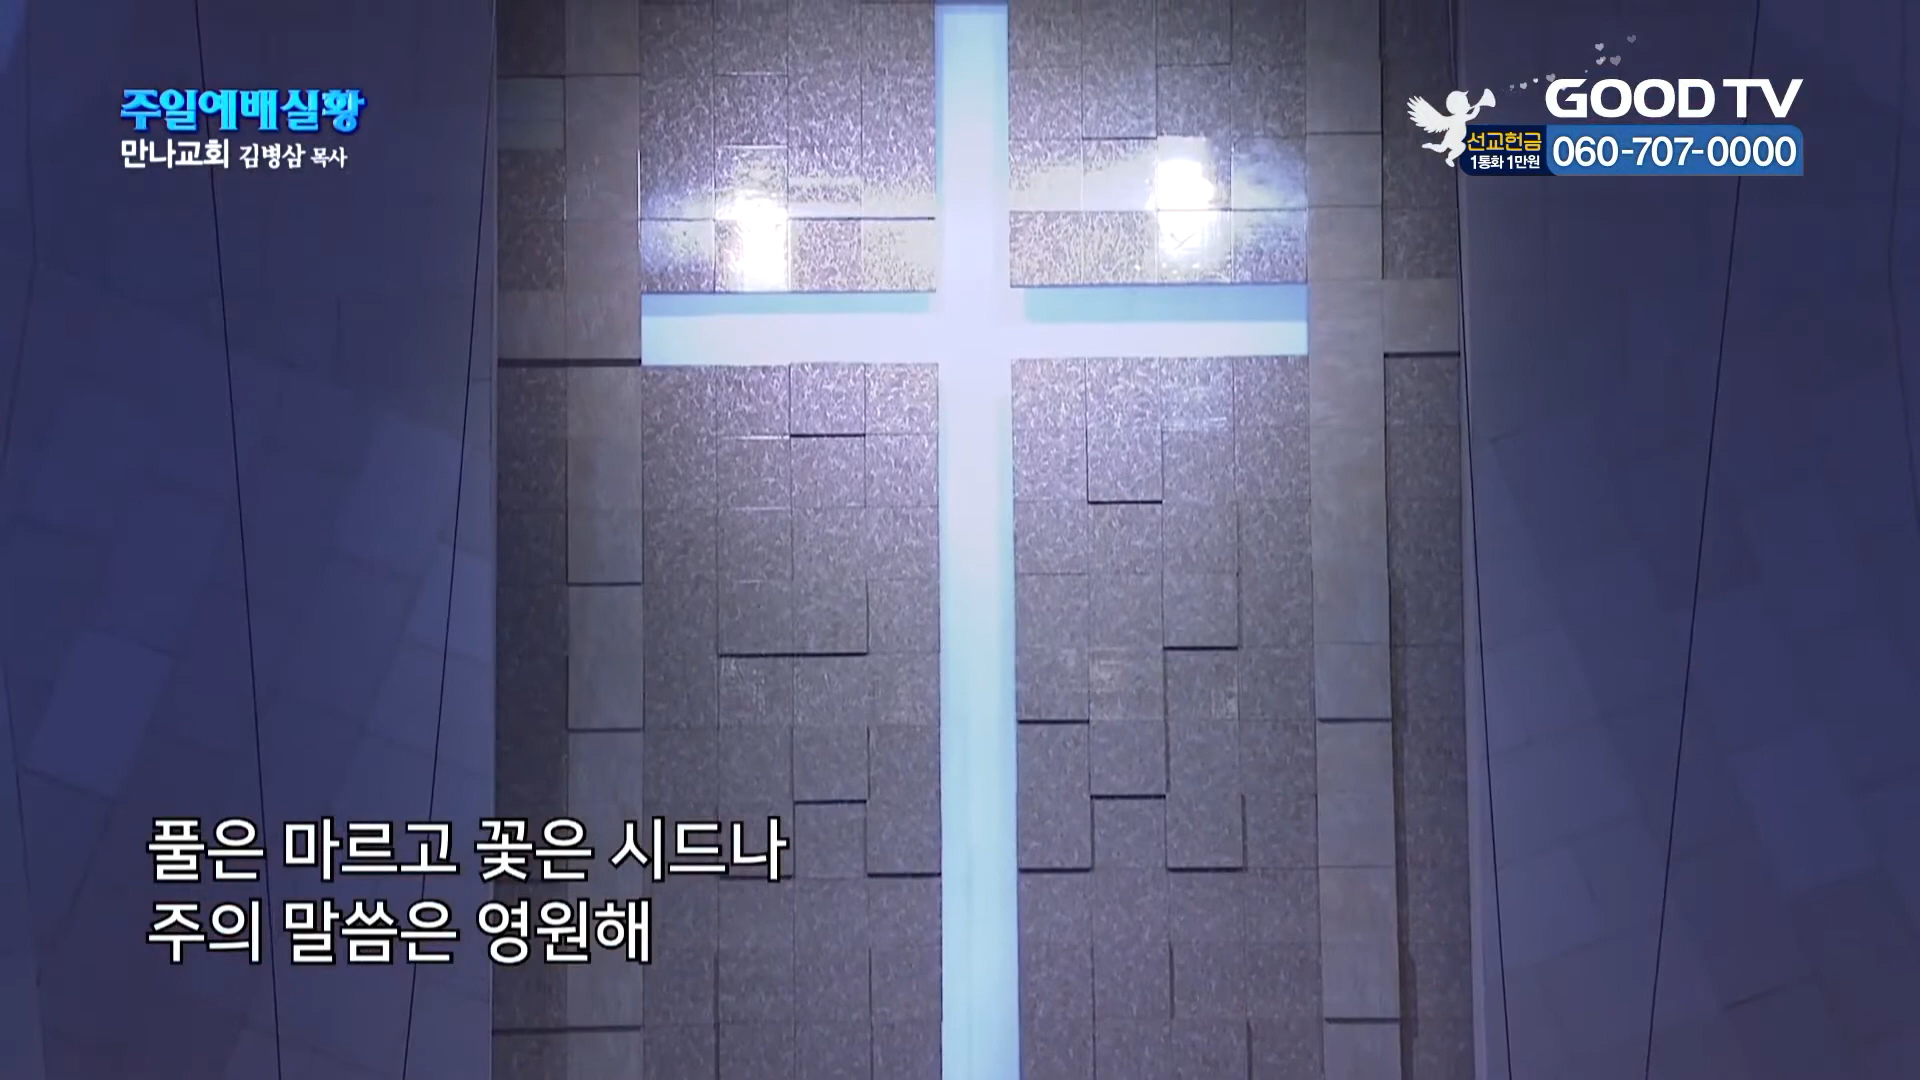 주일예배실황
만나교회 김병삼 목사
GOOD TV
선교헌금
1통화 1만원
060-707-0000
풀은 마르고 꽃은 시드나
주의 말씀은 영원해